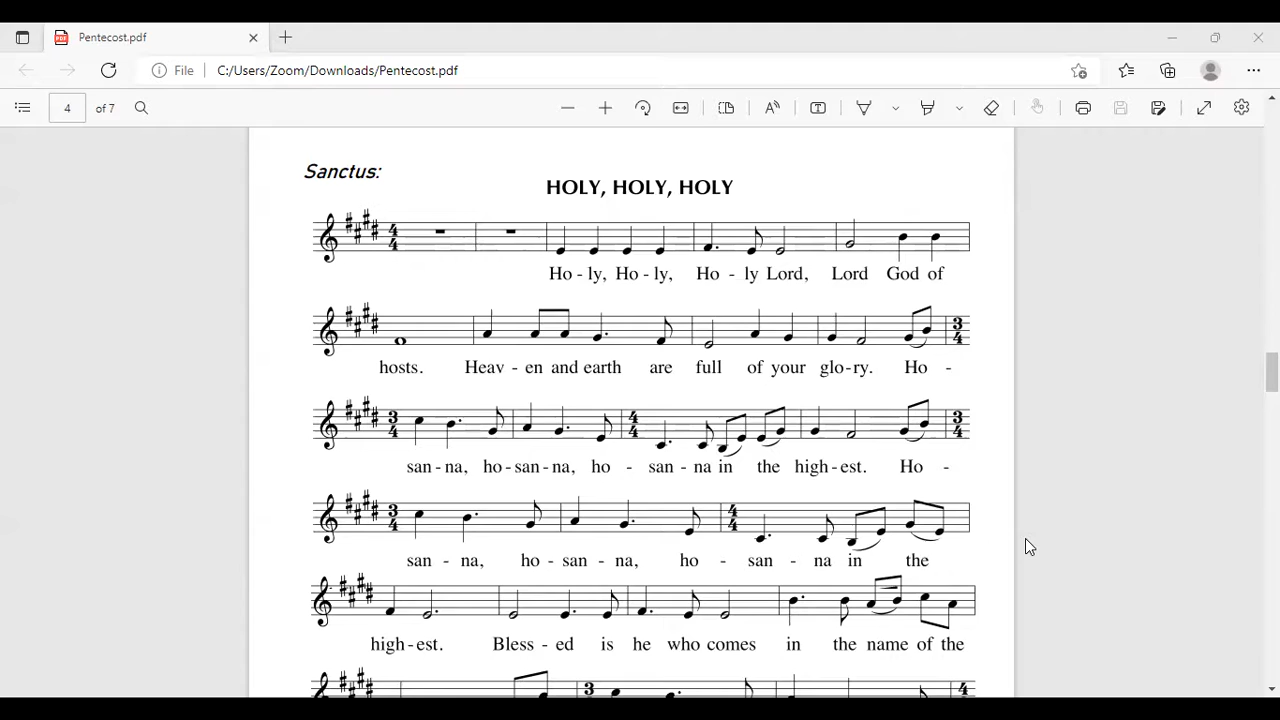 Pentecost.pdf
File C:/Users/Zoom/Downloads/Pentecost.pdf
4 of 7
Sanctus:
HOLY, HOLY, HOLY
Ho - ly, Ho - ly, Ho - ly Lord, Lord God of
hosts. Heav - en and earth are full of your glo - ry. Ho -
san - na, ho - san - na, ho - san - na in the high - est. Ho -
san - na, ho - san - na, ho - san - na in the
high - est. Bless - ed is he who comes in the name of the